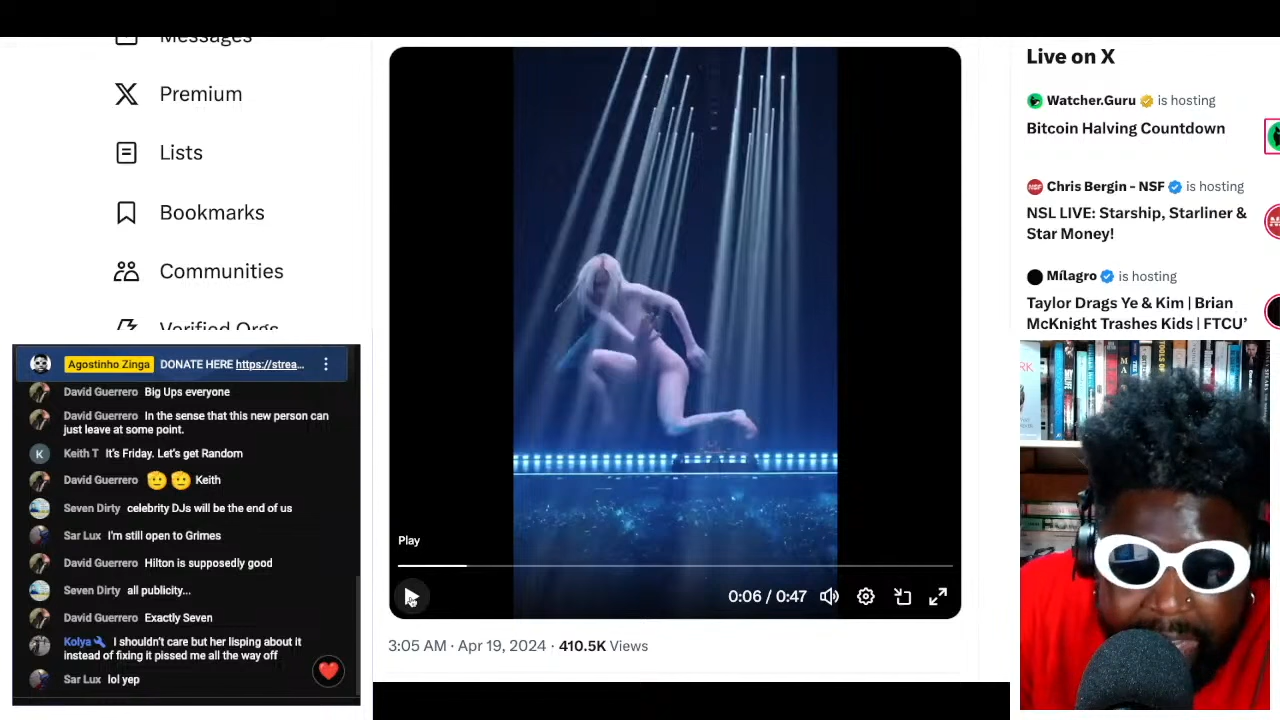 Messages
Premium
Lists
Bookmarks
Communities
Verified Orgs
Agostinho Zinga DONATE HERE https://strea...
David Guerrero Big Ups everyone
David Guerrero In the sense that this new person can
just leave at some point.
K Keith T It's Friday. Let's get Random
David Guerrero Keith
Seven Dirty celebrity DJs will be the end of us
Sar Lux I'm still open to Grimes
David Guerrero Hilton is supposedly good
Seven Dirty all publicity...
David Guerrero Exactly Seven
Kolya I shouldn't care but her lisping about it
instead of fixing it pissed me all the way off
Sar Lux lol yep
Play
0:06 / 0:47
3:05 AM · Apr 19, 2024 · 410.5K Views
Live on X
Watcher.Guru is hosting
Bitcoin Halving Countdown
NSF Chris Bergin - NSF is hosting
NSL LIVE: Starship, Starliner &
Star Money!
Mílagro is hosting
Taylor Drags Ye & Kim | Brian
McKnight Trashes Kids | FTCU'